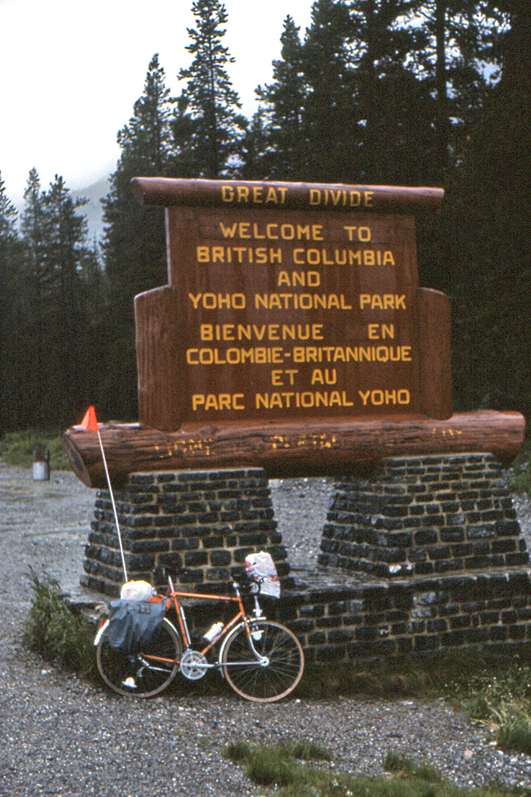 GREAT DIVIDE
WELCOME TO
BRITISH COLUMBIA
AND
YOHO NATIONAL PARK
BIENVENUE EN
COLOMBIE-BRITANNIQUE
ET AU
PARC NATIONAL YOHO